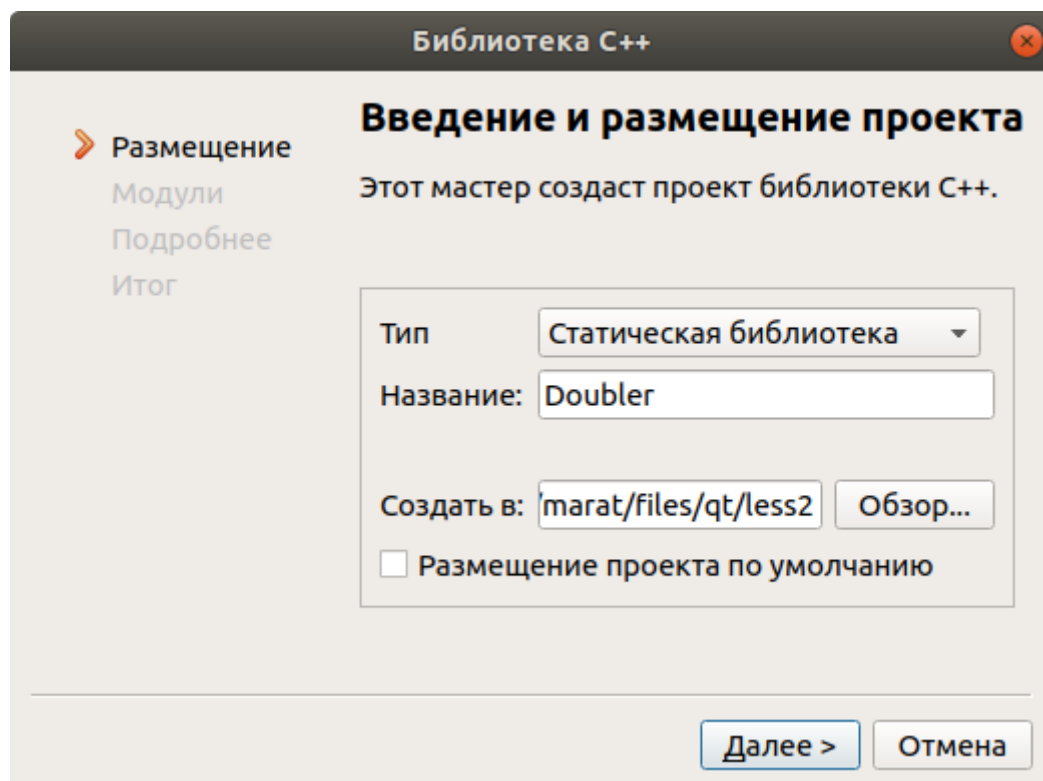 Библиотека C++
Размещение
Модули
Подробнее
Итог
Введение и размещение проекта
Этот мастер создаст проект библиотеки C++.
Тип Статическая библиотека
Название: Doubler
Создать в: /marat/files/qt/less2 Обзор...
Размещение проекта по умолчанию
Далее > Отмена